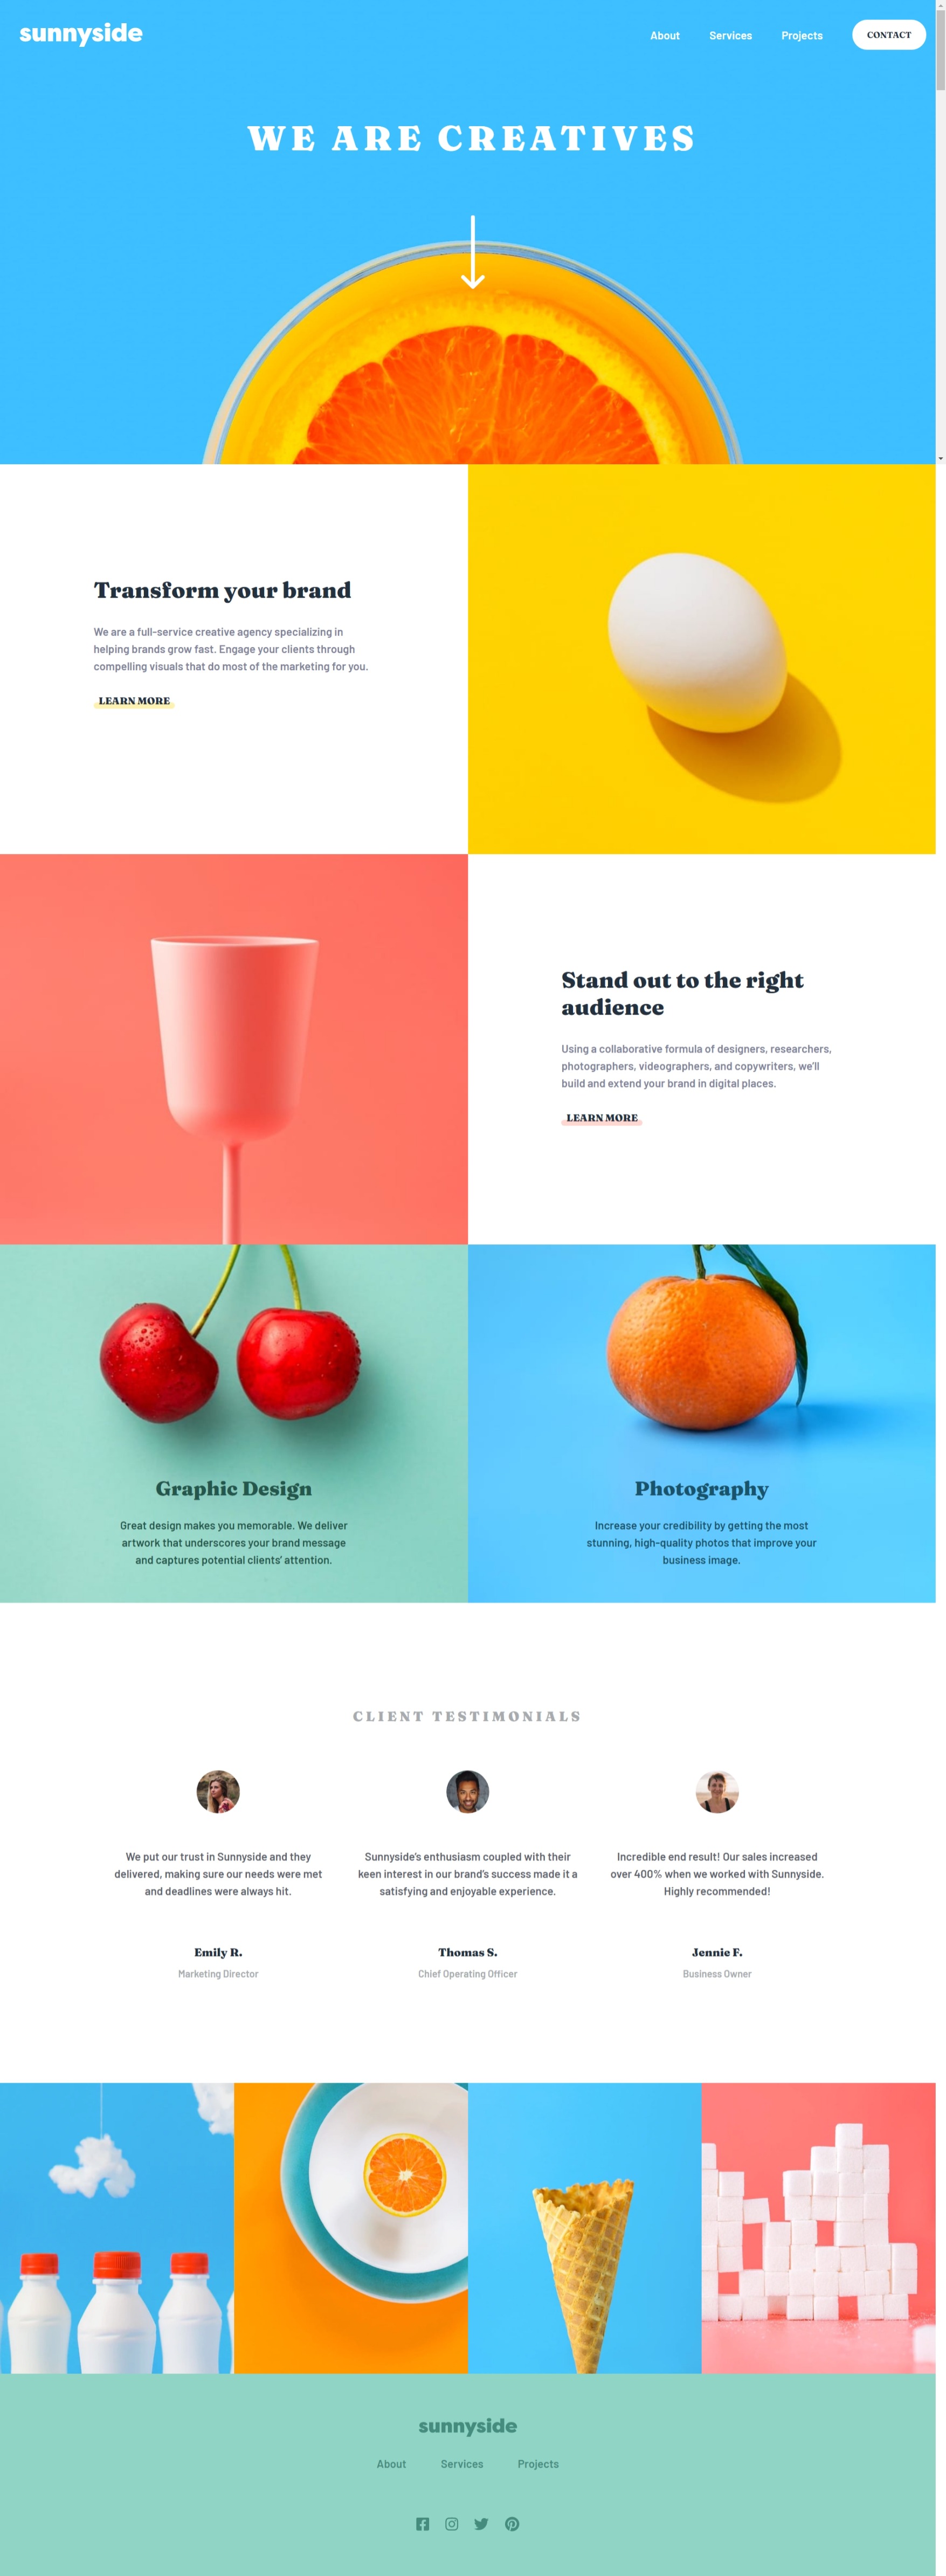 sunnyside
About Services Projects CONTACT
WE ARE CREATIVES
Transform your brand
We are a full-service creative agency specializing in
helping brands grow fast. Engage your clients through
compelling visuals that do most of the marketing for you.
LEARN MORE
Stand out to the right
audience
Using a collaborative formula of designers, researchers,
photographers, videographers, and copywriters, we'll
build and extend your brand in digital places.
LEARN MORE
Graphic Design
Great design makes you memorable. We deliver
artwork that underscores your brand message
and captures potential clients' attention.
Photography
Increase your credibility by getting the most
stunning, high-quality photos that improve your
business image.
CLIENT TESTIMONIALS
We put our trust in Sunnyside and they
delivered, making sure our needs were met
and deadlines were always hit.
Emily R.
Marketing Director
Sunnyside's enthusiasm coupled with their
keen interest in our brand's success made it a
satisfying and enjoyable experience.
Thomas S.
Chief Operating Officer
Incredible end result! Our sales increased
over 400% when we worked with Sunnyside.
Highly recommended!
Jennie F.
Business Owner
sunnyside
About Services Projects